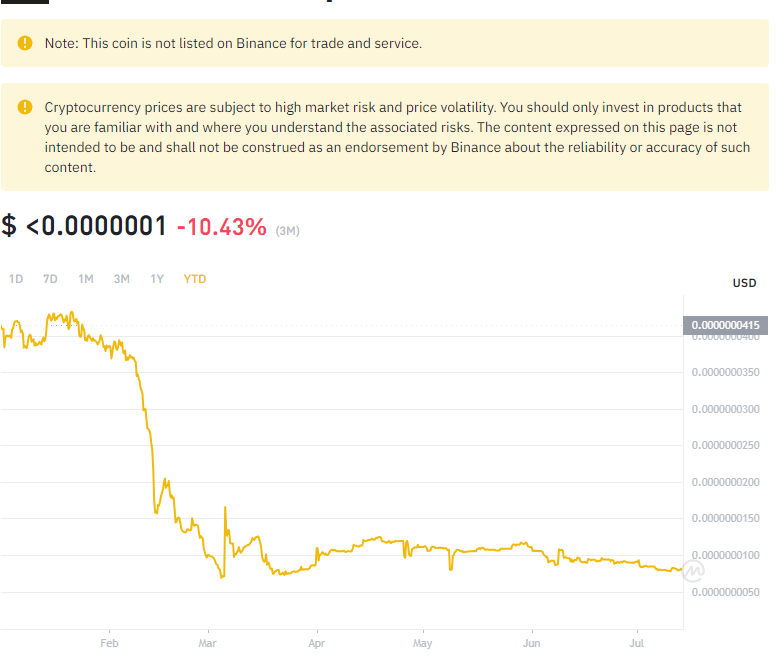 Note: This coin is not listed on Binance for trade and service.
Cryptocurrency prices are subject to high market risk and price volatility. You should only invest in products that
you are familiar with and where you understand the associated risks. The content expressed on this page is not
intended to be and shall not be construed as an endorsement by Binance about the reliability or accuracy of such
content.
$ <0.0000001 -10.43% (3M)
1D 7D 1M 3M 1Y YTD
USD
0.0000000415
0.0000000400
0.0000000350
0.0000000300
0.0000000250
0.0000000200
0.0000000150
0.0000000100
0.0000000050
Feb Mar Apr May Jun Jul